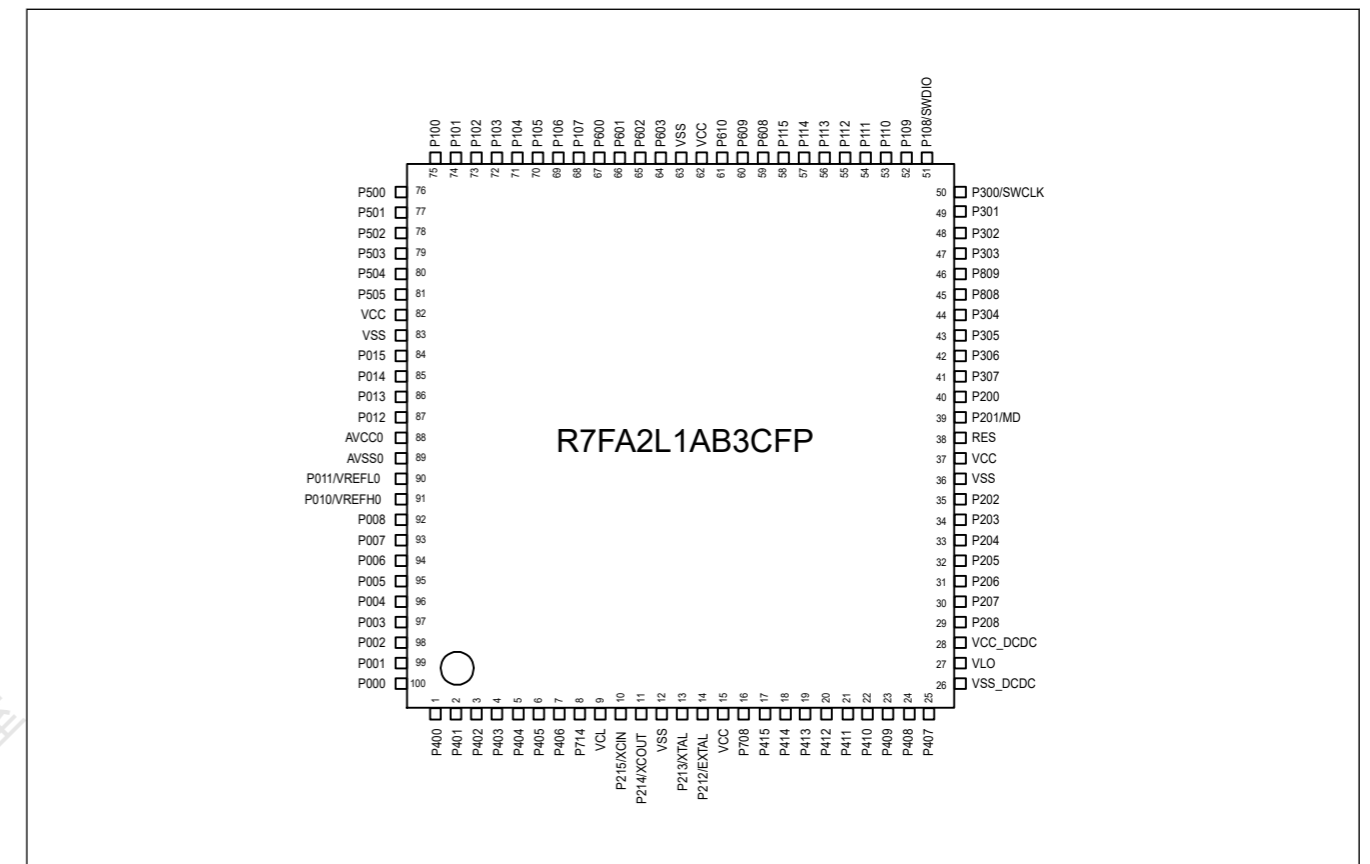 P100
P101
P102
P103
P104
P105
P106
P107
P600
P601
P602
P603
VSS
VCC
P610
P609
P608
P115
P114
P113
P112
P111
P110
P109
P108/SWDIO
75
74
73
72
71
70
69
68
67
66
65
64
63
62
61
60
59
58
57
56
55
54
53
52
51
P500 76
P501 77
P502 78
P503 79
P504 80
P505 81
VCC 82
VSS 83
P015 84
P014 85
P013 86
P012 87
AVCC0 88
AVSS0 89
P011/VREFL0 90
P010/VREFH0 91
P008 92
P007 93
P006 94
P005 95
P004 96
P003 97
P002 98
P001 99
P000 100
R7FA2L1AB3CFP
50 P300/SWCLK
49 P301
48 P302
47 P303
46 P809
45 P808
44 P304
43 P305
42 P306
41 P307
40 P200
39 P201/MD
38 RES
37 VCC
36 VSS
35 P202
34 P203
33 P204
32 P205
31 P206
30 P207
29 P208
28 VCC_DCDC
27 VLO
26 VSS_DCDC
1
2
3
4
5
6
7
8
9
10
11
12
13
14
15
16
17
18
19
20
21
22
23
24
25
P400
P401
P402
P403
P404
P405
P406
P714
VCL
P215/XCIN
P214/XCOUT
VSS
P213/XTAL
P212/EXTAL
VCC
P708
P415
P414
P413
P412
P411
P410
P409
P408
P407